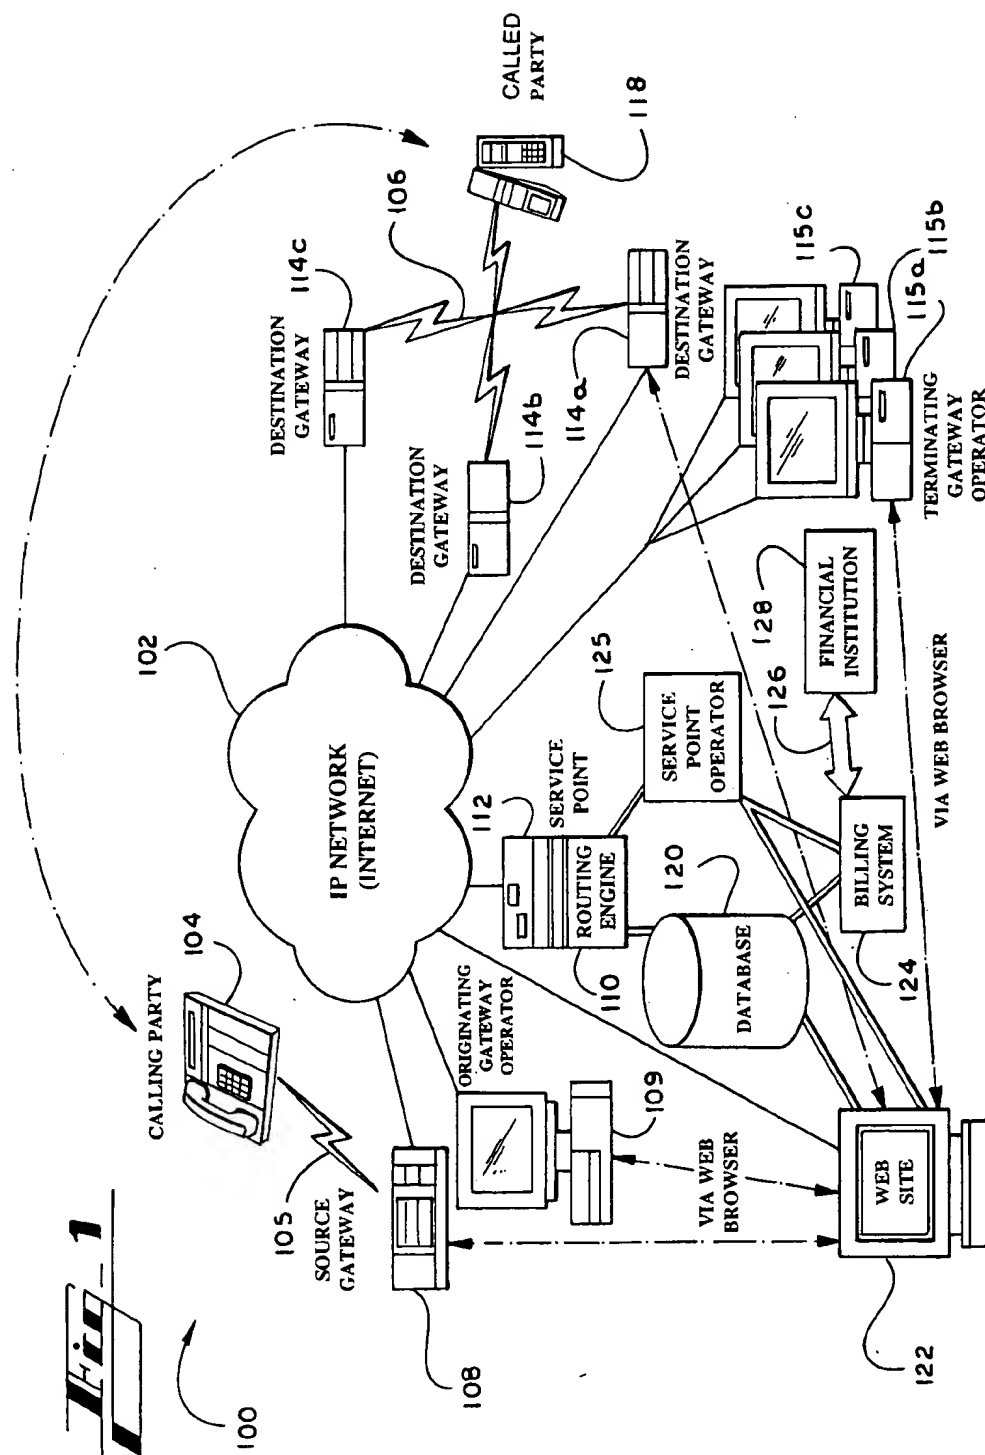 Fig 1
100
CALLING PARTY
104
105
SOURCE
GATEWAY
108
102
IP NETWORK
(INTERNET)
ORIGINATING
GATEWAY
OPERATOR
109
VIA WEB
BROWSER
WEB
SITE
122
112
SERVICE
POINT
ROUTING
ENGINE
110
DATABASE
120
125
SERVICE
POINT
OPERATOR
BILLING
SYSTEM
124
126
128
FINANCIAL
INSTITUTION
VIA WEB BROWSER
DESTINATION
GATEWAY
114c
106
CALLED
PARTY
118
DESTINATION
GATEWAY
114b
114a
DESTINATION
GATEWAY
115c
115b
115a
TERMINATING
GATEWAY
OPERATOR